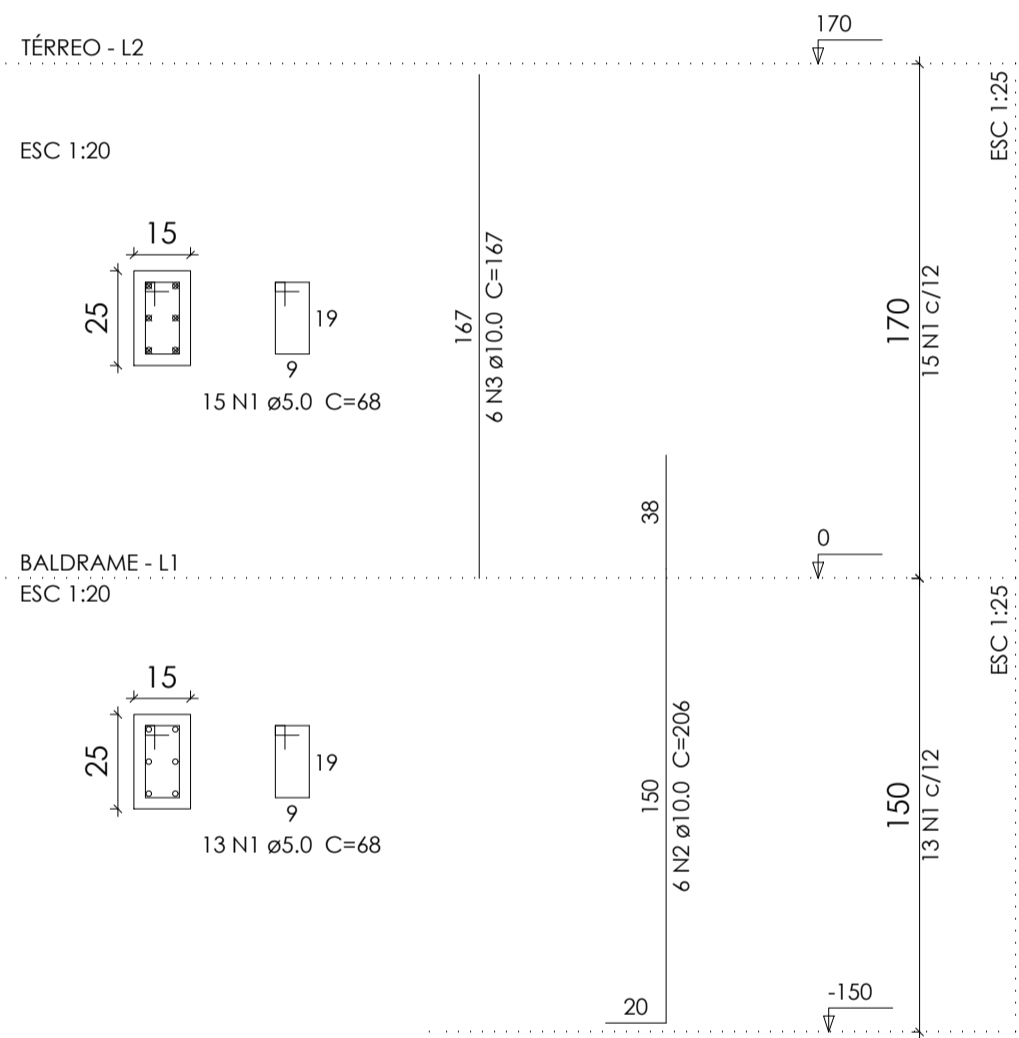 170
TÉRREO - L2
ESC 1:20
ESC 1:25
15
25
19
9
15 N1 ø5.0 C=68
167
6 N3 ø10.0 C=167
170
15 N1 c/12
38
0
BALDRAME - L1
ESC 1:20
ESC 1:25
15
25
19
9
13 N1 ø5.0 C=68
150
6 N2 ø10.0 C=206
150
13 N1 c/12
20
-150